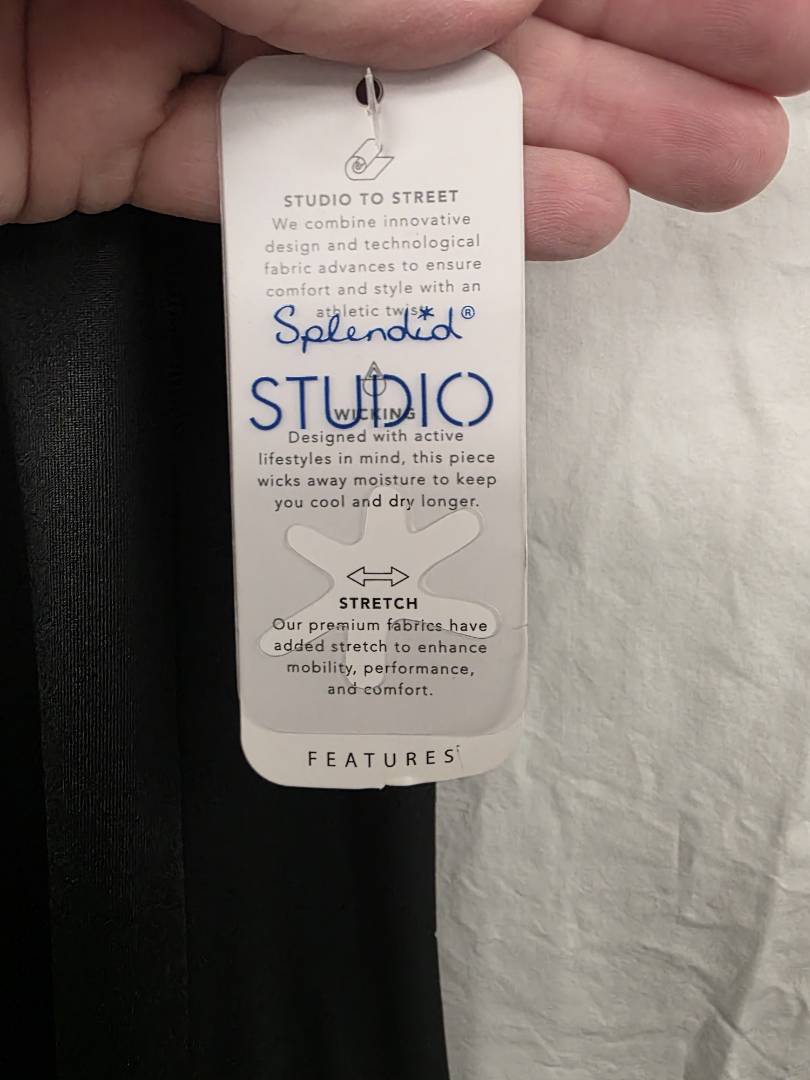 STUDIO TO STREET
We combine innovative
design and technological
fabric advances to ensure
comfort and style with an
athletic twist.
Splendid®
STUDIO
WICKING
Designed with active
lifestyles in mind, this piece
wicks away moisture to keep
you cool and dry longer.
STRETCH
Our premium fabrics have
added stretch to enhance
mobility, performance,
and comfort.
FEATURES